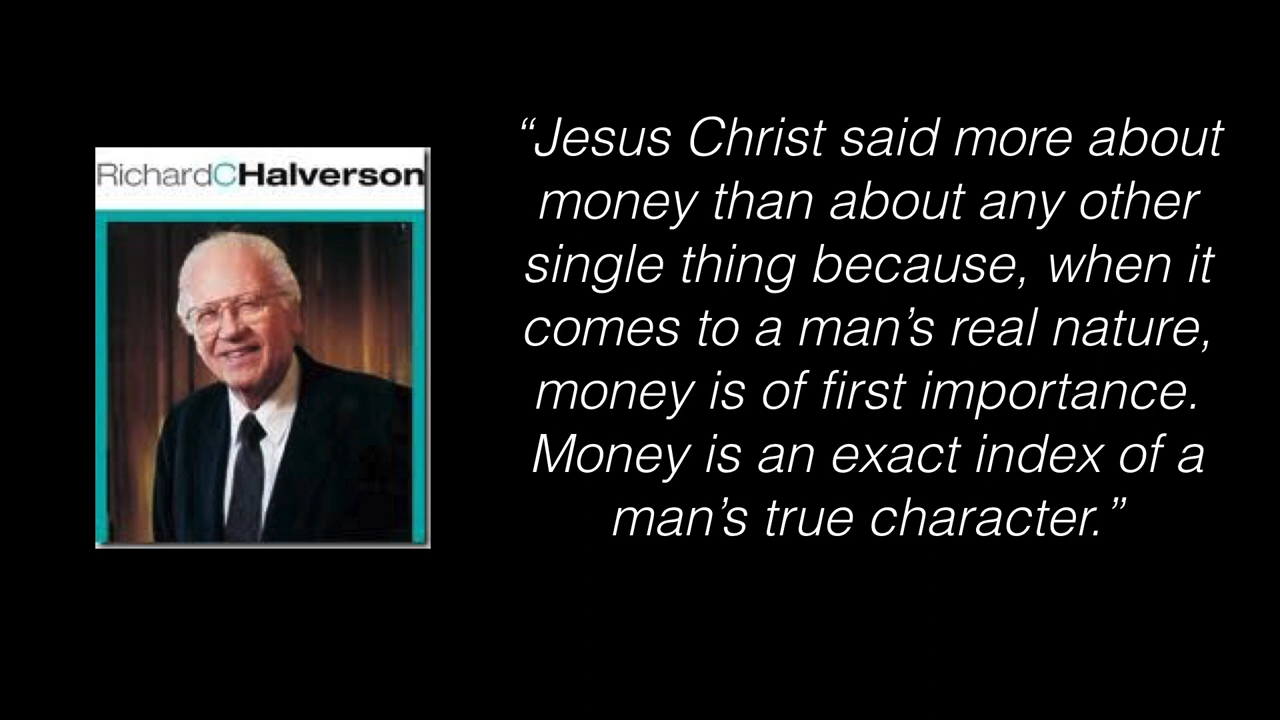 RichardCHalverson
“Jesus Christ said more about
money than about any other
single thing because, when it
comes to a man’s real nature,
money is of first importance.
Money is an exact index of a
man’s true character.”